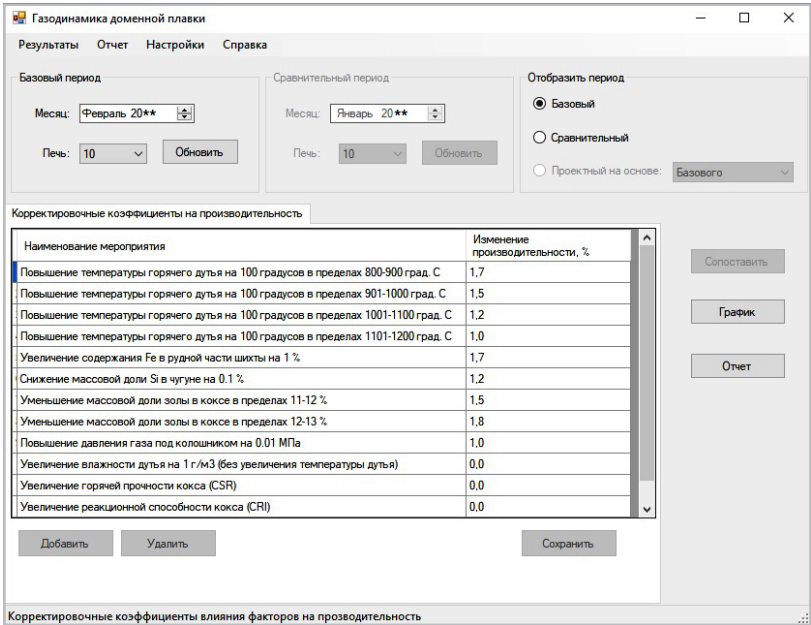 Газодинамика доменной плавки
Результаты Отчет Настройки Справка
Базовый период
Месяц: Февраль 20**
Печь: 10 Обновить
Сравнительный период
Месяц: Январь 20**
Печь: 10 Обновить
Отобразить период
Базовый
Сравнительный
Проектный на основе: Базового
Корректировочные коэффициенты на производительность
Наименование мероприятия
Изменение
производительности, %
Повышение температуры горячего дутья на 100 градусов в пределах 800-900 град. С 1,7
Повышение температуры горячего дутья на 100 градусов в пределах 901-1000 град. С 1,5
Повышение температуры горячего дутья на 100 градусов в пределах 1001-1100 град. С 1,2
Повышение температуры горячего дутья на 100 градусов в пределах 1101-1200 град. С 1,0
Увеличение содержания Fe в рудной части шихты на 1 % 1,7
Снижение массовой доли Si в чугуне на 0.1 % 1,2
Уменьшение массовой доли золы в коксе в пределах 11-12 % 1,5
Уменьшение массовой доли золы в коксе в пределах 12-13 % 1,8
Повышение давления газа под колошником на 0.01 МПа 1,0
Увеличение влажности дутья на 1 г/м3 (без увеличения температуры дутья) 0,0
Увеличение горячей прочности кокса (CSR) 0,0
Увеличение реакционной способности кокса (CRI) 0,0
Сопоставить
График
Отчет
Добавить Удалить Сохранить
Корректировочные коэффициенты влияния факторов на прозводительность